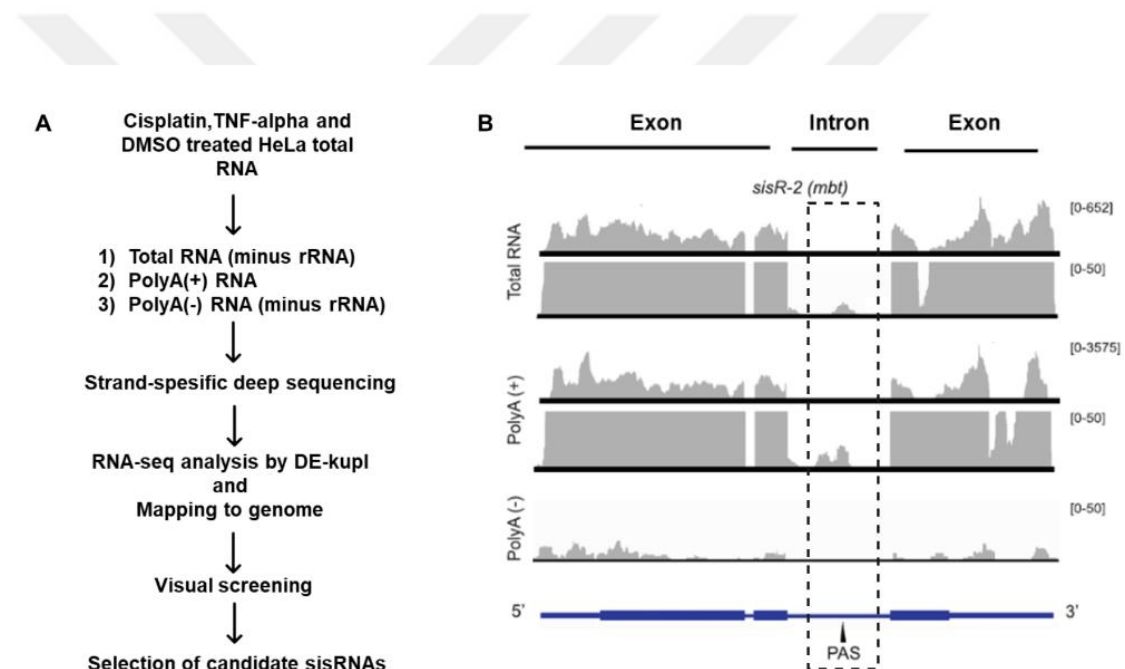 A
Cisplatin,TNF-alpha and
DMSO treated HeLa total
RNA
1) Total RNA (minus rRNA)
2) PolyA(+) RNA
3) PolyA(-) RNA (minus rRNA)
Strand-spesific deep sequencing
RNA-seq analysis by DE-kupl
and
Mapping to genome
Visual screening
Selection of candidate sisRNAs
B
Exon Intron Exon
sisR-2 (mbt)
Total RNA
[0-652]
[0-50]
PolyA (+)
[0-3575]
[0-50]
PolyA (-)
[0-50]
5’ 3’
PAS